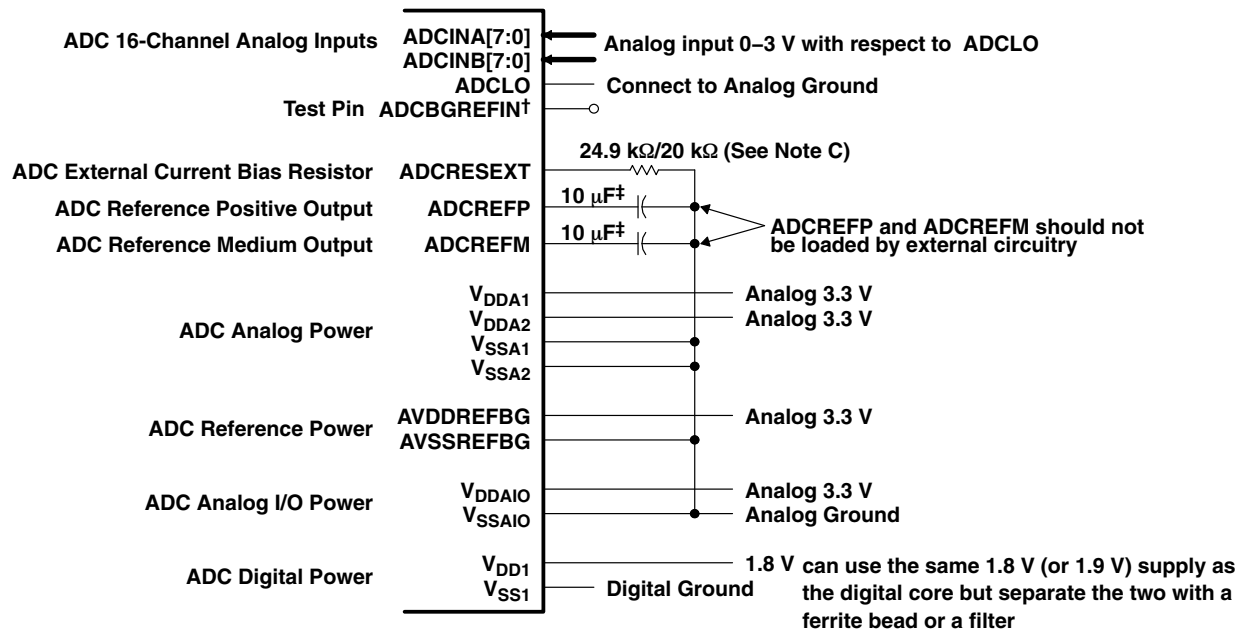 ADC 16-Channel Analog Inputs ADCINA[7:0] Analog input 0–3 V with respect to ADCLO
ADCINB[7:0]
ADCLO Connect to Analog Ground
Test Pin ADCBGREFIN†
24.9 kΩ/20 kΩ (See Note C)
ADC External Current Bias Resistor ADCRESEXT
10 μF‡
ADC Reference Positive Output ADCREFP
10 μF‡
ADC Reference Medium Output ADCREFM
ADCREFP and ADCREFM should not
be loaded by external circuitry
VDDA1 Analog 3.3 V
VDDA2 Analog 3.3 V
ADC Analog Power
VSSA1
VSSA2
AVDDREFBG Analog 3.3 V
ADC Reference Power
AVSSREFBG
VDDAIO Analog 3.3 V
ADC Analog I/O Power
VSSAIO Analog Ground
VDD1 1.8 V can use the same 1.8 V (or 1.9 V) supply as
ADC Digital Power
VSS1 Digital Ground the digital core but separate the two with a
ferrite bead or a filter